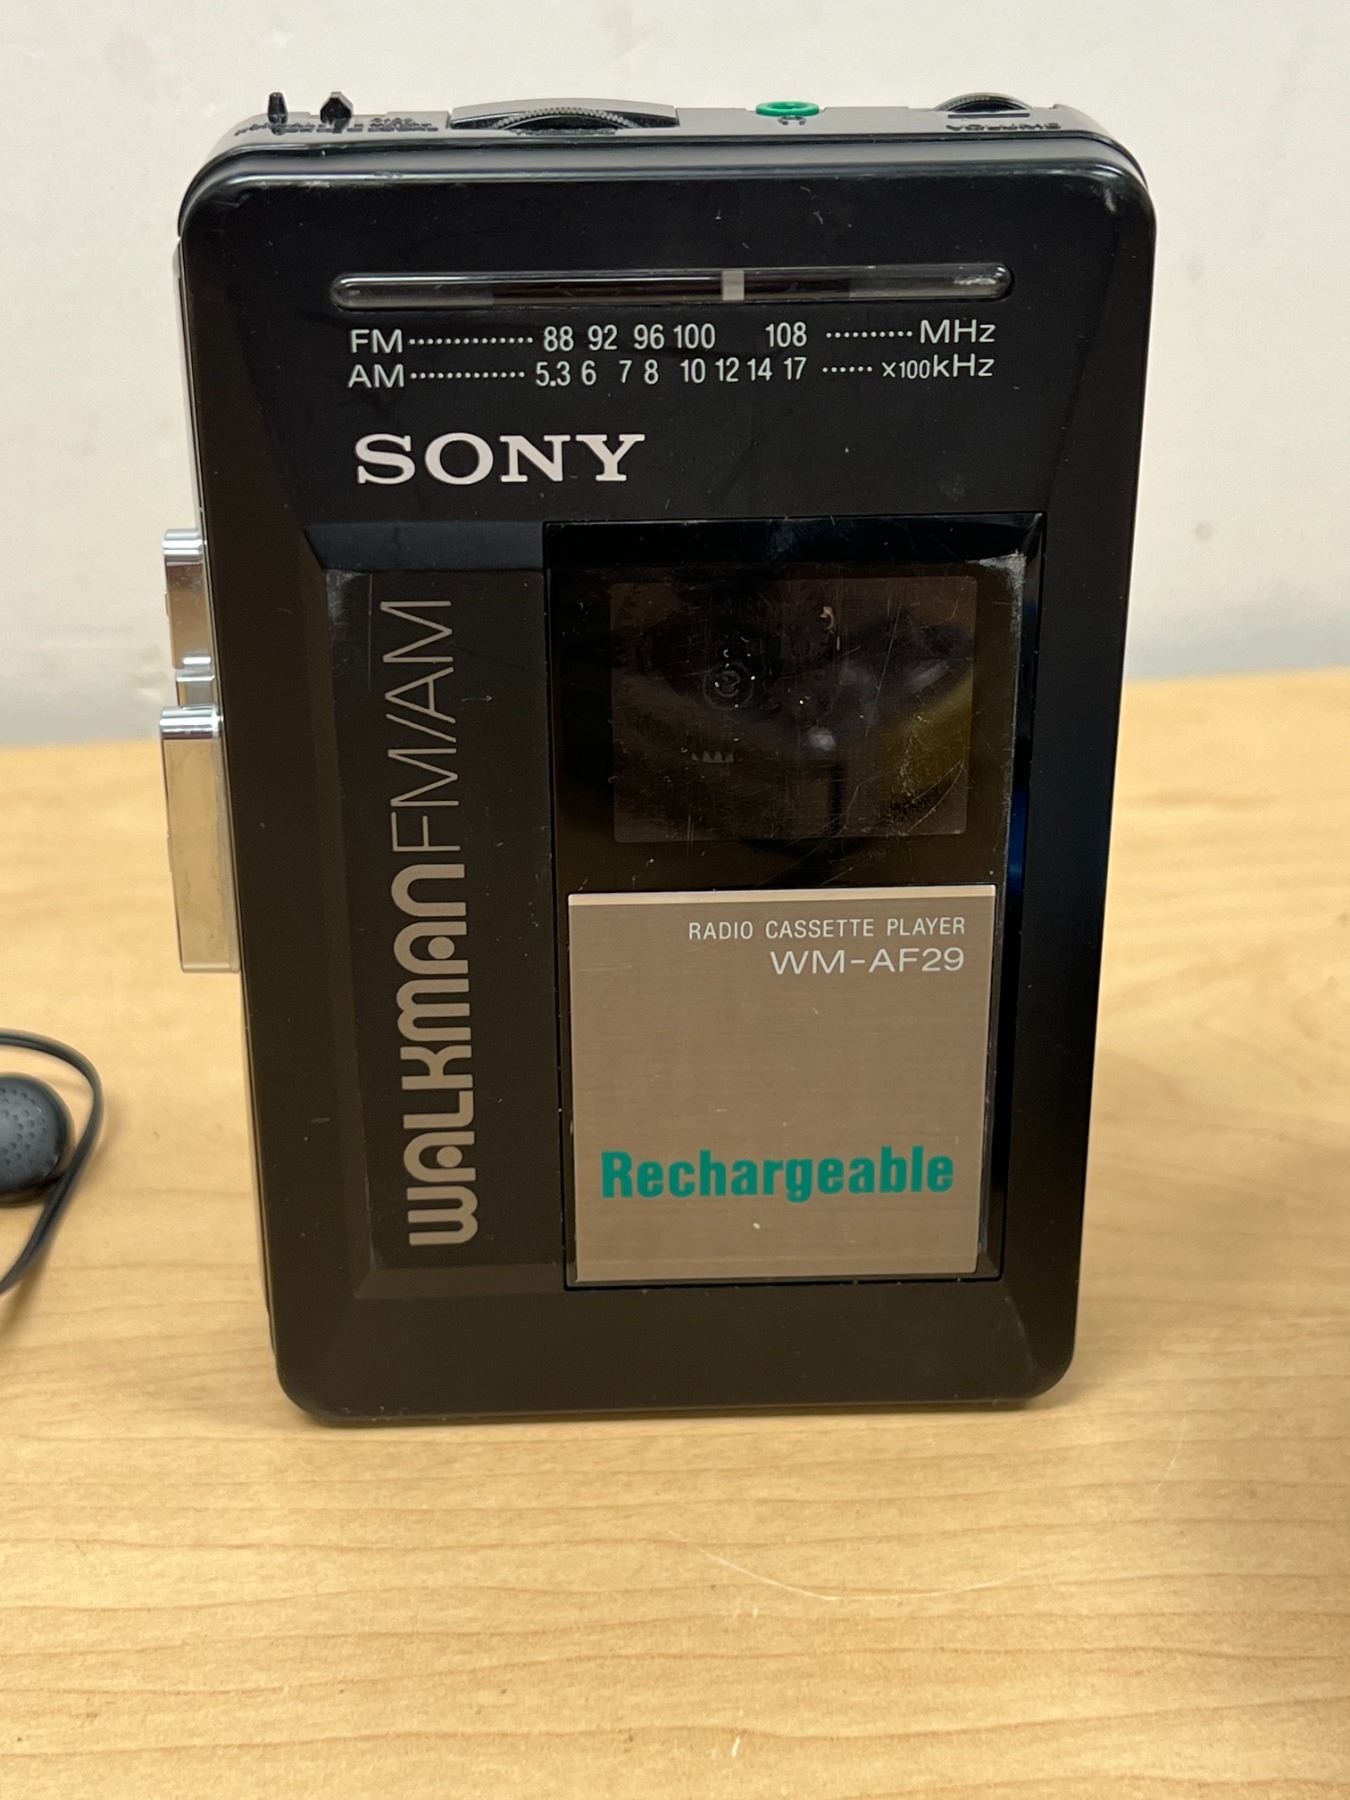 FM·············· 88 92 96 100 108 ·········· MHz
AM·············· 5.3 6 7 8 10 12 14 17 ······ x100kHz
SONY
WALKMAN FM/AM
RADIO CASSETTE PLAYER
WM-AF29
Rechargeable